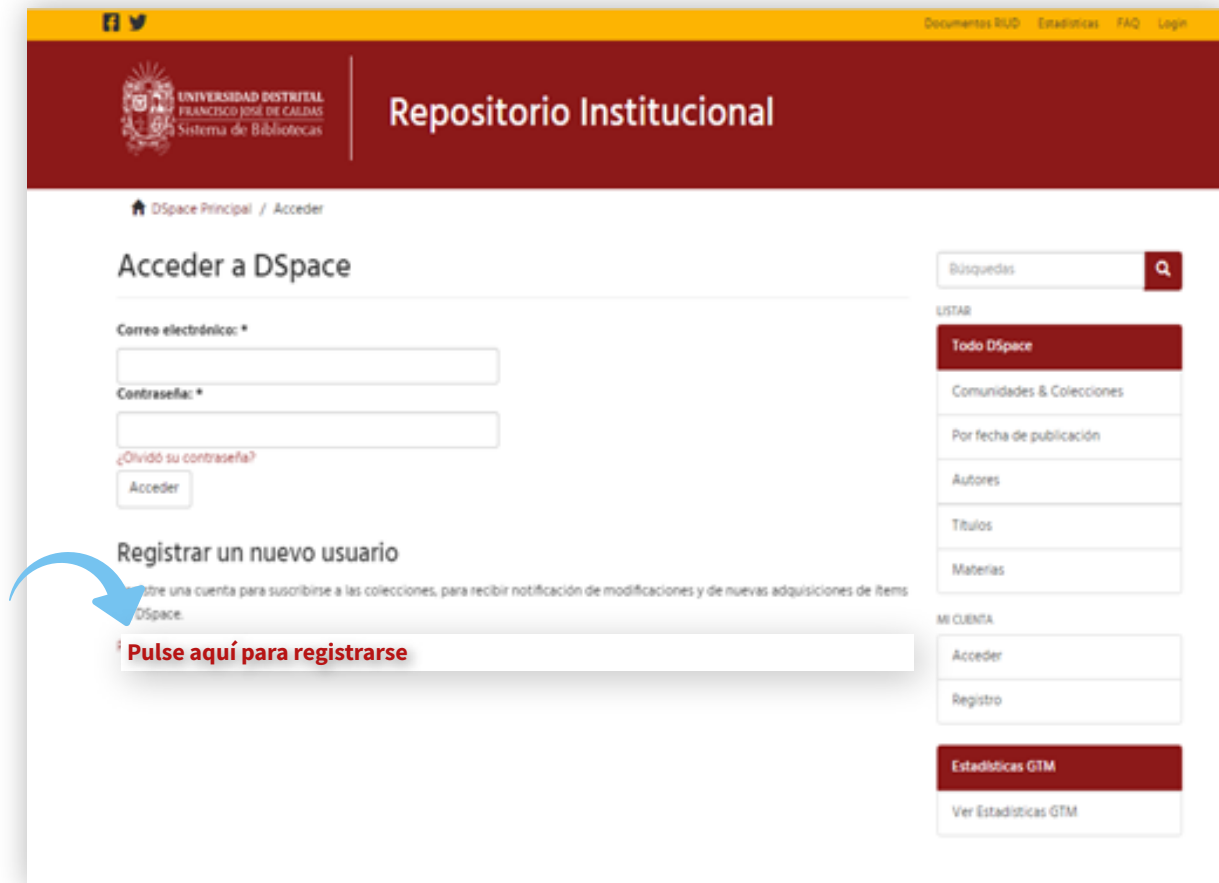 Documentos RIUD Estadísticas FAQ Login
UNIVERSIDAD DISTRITAL
FRANCISCO JOSÉ DE CALDAS
Sistema de Bibliotecas
Repositorio Institucional
DSpace Principal / Acceder
Acceder a DSpace
Correo electrónico: *
Contraseña: *
¿Olvidó su contraseña?
Acceder
Registrar un nuevo usuario
una cuenta para suscribirse a las colecciones, para recibir notificación de modificaciones y de nuevas adquisiciones de ítems
DSpace.
Pulse aquí para registrarse
Búsquedas
LISTAR
Todo DSpace
Comunidades & Colecciones
Por fecha de publicación
Autores
Títulos
Materias
MI CUENTA
Acceder
Registro
Estadísticas GTM
Ver Estadísticas GTM